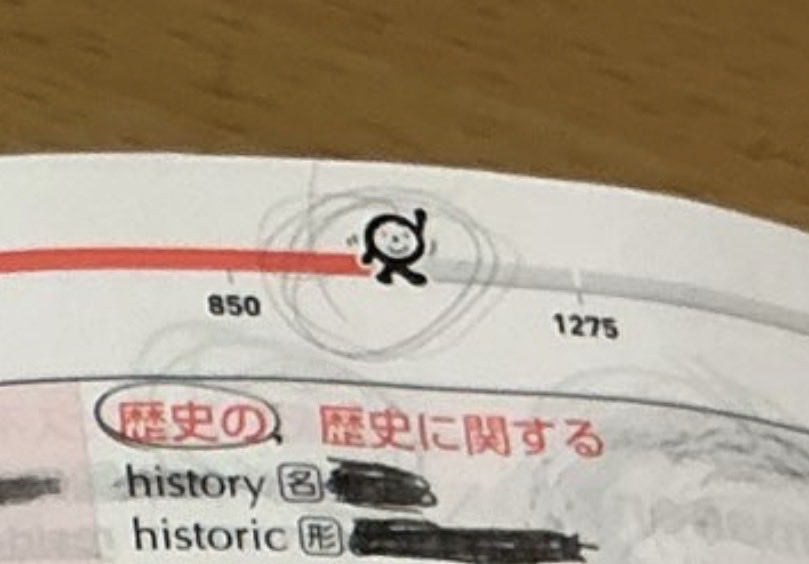 850
1275
歴史の、歴史に関する
history 名
historic 形